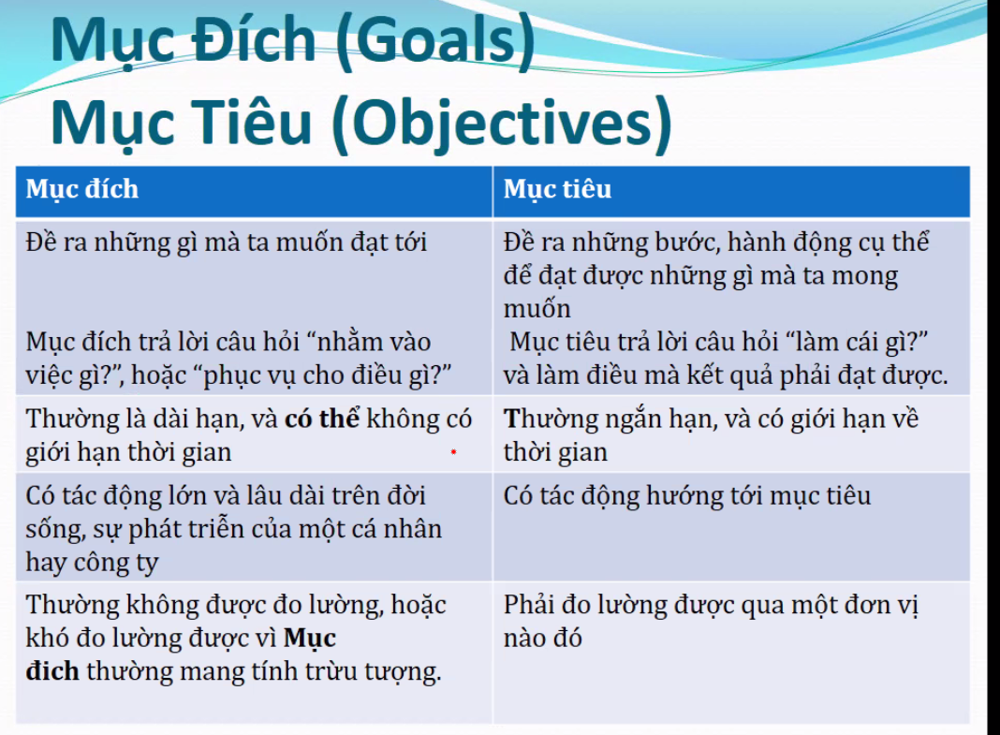 Mục Đích (Goals)
Mục Tiêu (Objectives)
Mục đích
Mục tiêu
Đề ra những gì mà ta muốn đạt tới
Mục đích trả lời câu hỏi “nhằm vào
việc gì?”, hoặc “phục vụ cho điều gì?”
Đề ra những bước, hành động cụ thể
để đạt được những gì mà ta mong
muốn
Mục tiêu trả lời câu hỏi “làm cái gì?”
và làm điều mà kết quả phải đạt được.
Thường là dài hạn, và có thể không có
giới hạn thời gian
Thường ngắn hạn, và có giới hạn về
thời gian
Có tác động lớn và lâu dài trên đời
sống, sự phát triễn của một cá nhân
hay công ty
Có tác động hướng tới mục tiêu
Thường không được đo lường, hoặc
khó đo lường được vì Mục
đich thường mang tính trừu tượng.
Phải đo lường được qua một đơn vị
nào đó